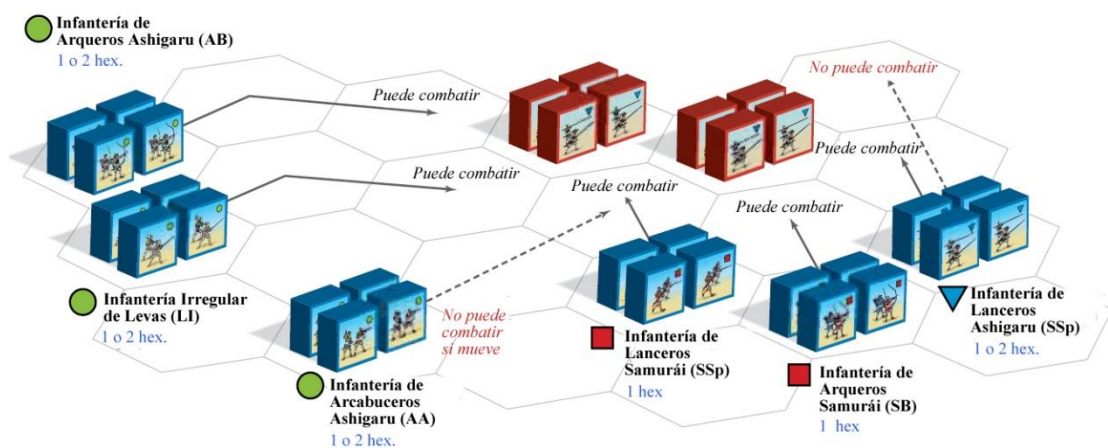 Infantería de
Arqueros Ashigaru (AB)
1 o 2 hex.
No puede combatir
Puede combatir
Puede combatir
Puede combatir
Puede combatir
Puede combatir
Infantería Irregular
de Levas (LI)
1 o 2 hex.
No puede
combatir
sí mueve
Infantería de
Arcabuceros
Ashigaru (AA)
1 o 2 hex.
Infantería de
Lanceros
Samurái (SSp)
1 hex
Infantería de
Arqueros
Samurái (SB)
1 hex
Infantería de
Lanceros
Ashigaru (SSp)
1 o 2 hex.